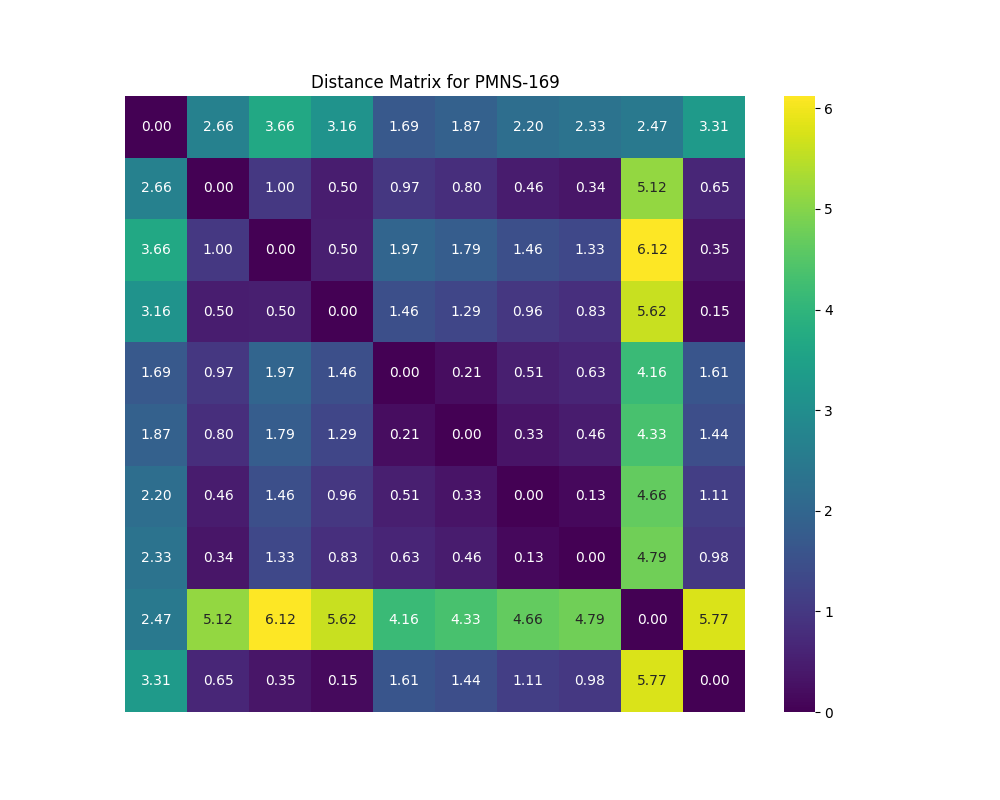 Distance Matrix for PMNS-169
0.00 2.66 3.66 3.16 1.69 1.87 2.20 2.33 2.47 3.31
2.66 0.00 1.00 0.50 0.97 0.80 0.46 0.34 5.12 0.65
3.66 1.00 0.00 0.50 1.97 1.79 1.46 1.33 6.12 0.35
3.16 0.50 0.50 0.00 1.46 1.29 0.96 0.83 5.62 0.15
1.69 0.97 1.97 1.46 0.00 0.21 0.51 0.63 4.16 1.61
1.87 0.80 1.79 1.29 0.21 0.00 0.33 0.46 4.33 1.44
2.20 0.46 1.46 0.96 0.51 0.33 0.00 0.13 4.66 1.11
2.33 0.34 1.33 0.83 0.63 0.46 0.13 0.00 4.79 0.98
2.47 5.12 6.12 5.62 4.16 4.33 4.66 4.79 0.00 5.77
3.31 0.65 0.35 0.15 1.61 1.44 1.11 0.98 5.77 0.00
6
5
4
3
2
1
0